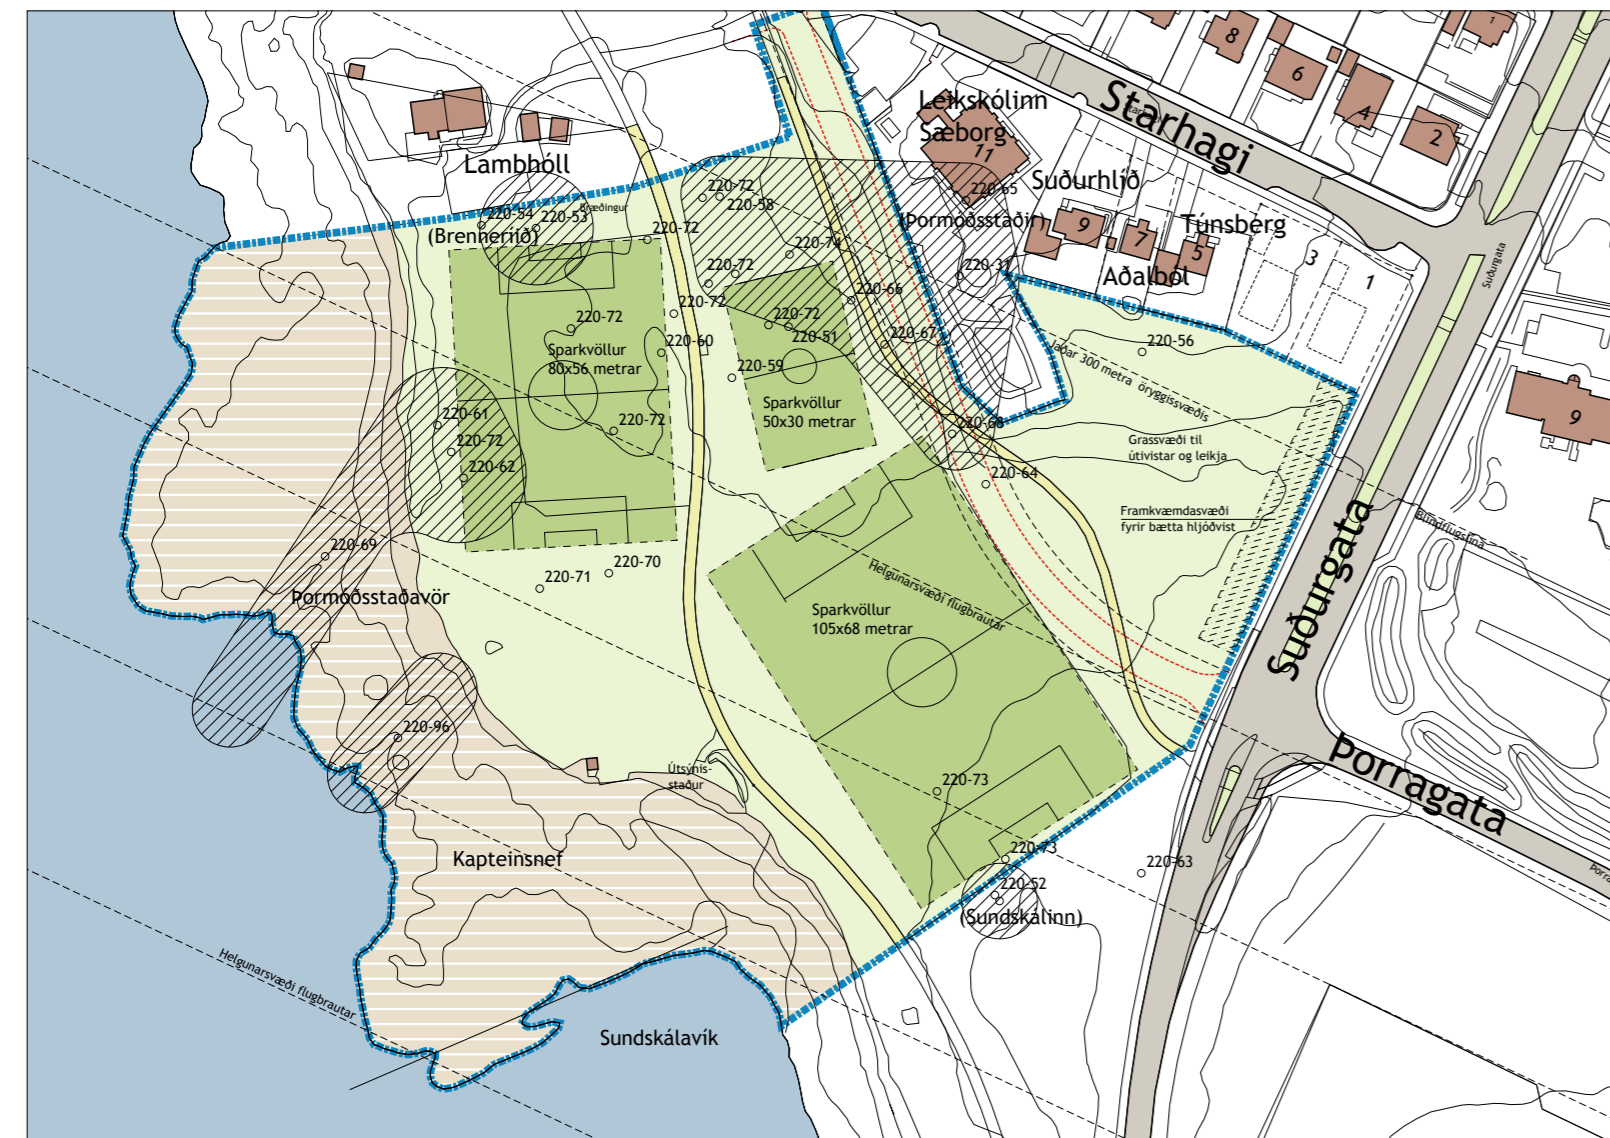 8
6
4
2
1
Starhagi
Starhagi
Suðurgata
Leikskólinn
Sæborg
11
Lambhóll
Suðurhlíð
220-65
(Þormóðsstaðir)
9
7
5
3
1
Túnsberg
Aðalból
Bræðingur
220-54
220-53
(Brenneriið)
220-72
220-58
220-72
220-74
220-72
220-31
220-66
220-72
220-72
220-51
220-67
220-72
220-60
220-59
220-56
Sparkvöllur
80x56 metrar
Sparkvöllur
50x30 metrar
Jaðar 300 metra öryggissvæðis
220-61
220-72
220-62
220-72
220-68
220-64
Grassvæði til
útivistar og leikja
9
Framkvæmdasvæði
fyrir bætta hljóðvist
Blindflugslína
Suðurgata
220-69
220-70
220-71
Þormóðsstaðavör
Helgunarsvæði flugbrautar
Sparkvöllur
105x68 metrar
220-96
Útsýnis-
staður
220-73
Þorragata
Kapteinsnef
220-73
220-63
220-52
(Sundskálinn)
Helgunarsvæði flugbrautar
Sundskálavík